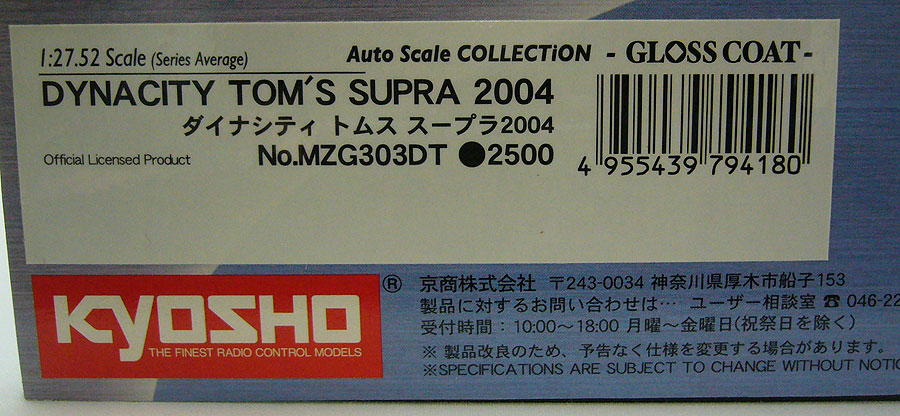 1:27.52 Scale (Series Average) Auto Scale COLLECTiON - GLOSS COAT -
DYNACITY TOM'S SUPRA 2004
ダイナシティ トムス スープラ2004
Official Licensed Product No.MZG303DT ●2500
4 955439 794180
KYOSHO ®
THE FINEST RADIO CONTROL MODELS
京商株式会社 〒243-0034 神奈川県厚木市船子153
製品に対するお問い合わせは… ユーザー相談室 ☎ 046-22
受付時間：10:00～18:00 月曜～金曜日(祝祭日を除く)
※ 製品改良のため、予告なく仕様を変更する場合があります。
※SPECIFICATIONS ARE SUBJECT TO CHANGE WITHOUT NOTIC